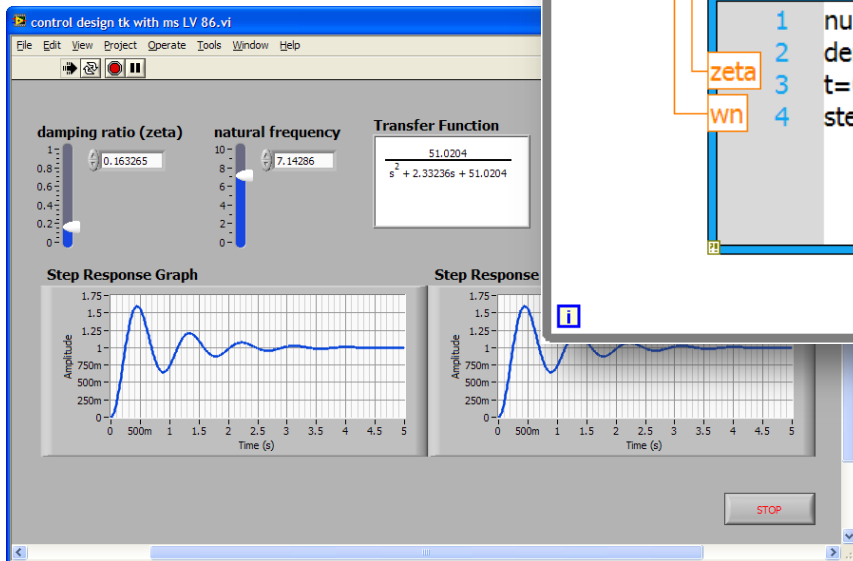 control design tk with ms LV 86.vi
File Edit View Project Operate Tools Window Help
damping ratio (zeta)
1
0.8
0.6
0.4
0.2
0
0.163265
natural frequency
10
8
6
4
2
0
7.14286
Transfer Function
51.0204
s2 + 2.33236s + 51.0204
zeta
wn
1 nu
2 de
3 t=
4 ste
i
Step Response Graph
Amplitude
1.75
1.5
1.25
1
750m
500m
250m
0
0 500m 1 1.5 2 2.5 3 3.5 4 4.5 5
Time (s)
Step Response
Amplitude
1.75
1.5
1.25
1
750m
500m
250m
0
0 500m 1 1.5 2 2.5 3 3.5 4 4.5 5
Time (s)
STOP